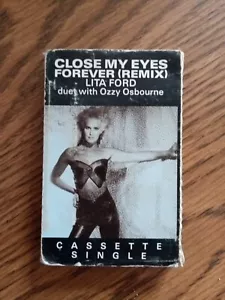 CLOSE MY EYES
FOREVER (REMIX)
LITA FORD
duet with Ozzy Osbourne
CASSETTE
SINGLE